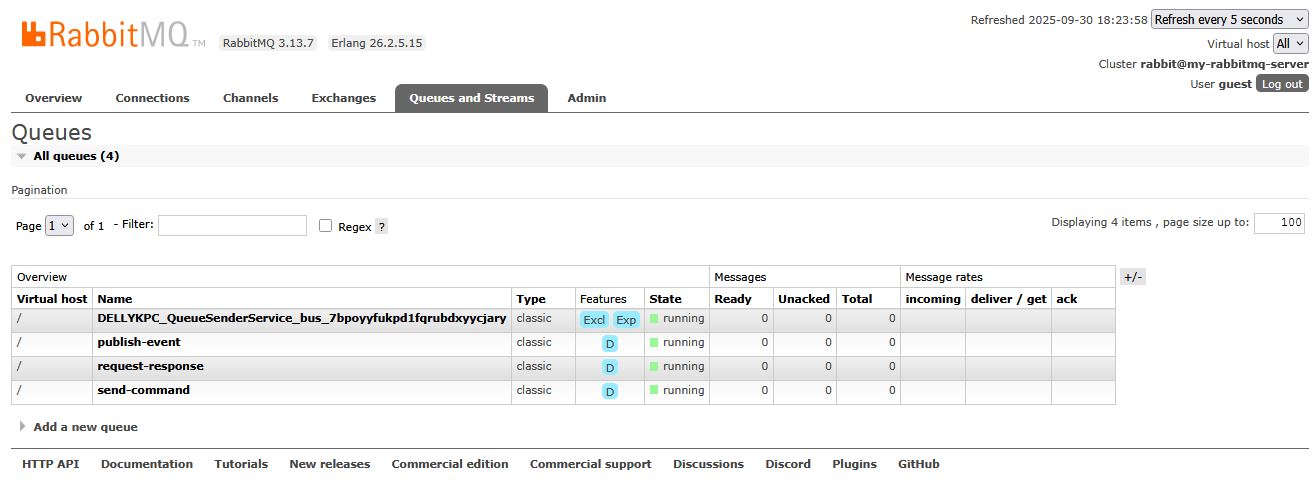 RabbitMQ TM RabbitMQ 3.13.7 Erlang 26.2.5.15
Refreshed 2025-09-30 18:23:58 Refresh every 5 seconds
Virtual host All
Cluster rabbit@my-rabbitmq-server
User guest Log out
Overview Connections Channels Exchanges Queues and Streams Admin
Queues
All queues (4)
Pagination
Page 1 of 1 - Filter: Regex ? Displaying 4 items , page size up to: 100
Overview Messages Message rates +/-
Virtual host Name Type Features State Ready Unacked Total incoming deliver / get ack
/ DELLYKPC_QueueSenderService_bus_7bpoyyfukpd1fqrubdxyycjary classic Excl Exp running 0 0 0
/ publish-event classic D running 0 0 0
/ request-response classic D running 0 0 0
/ send-command classic D running 0 0 0
Add a new queue
HTTP API Documentation Tutorials New releases Commercial edition Commercial support Discussions Discord Plugins GitHub